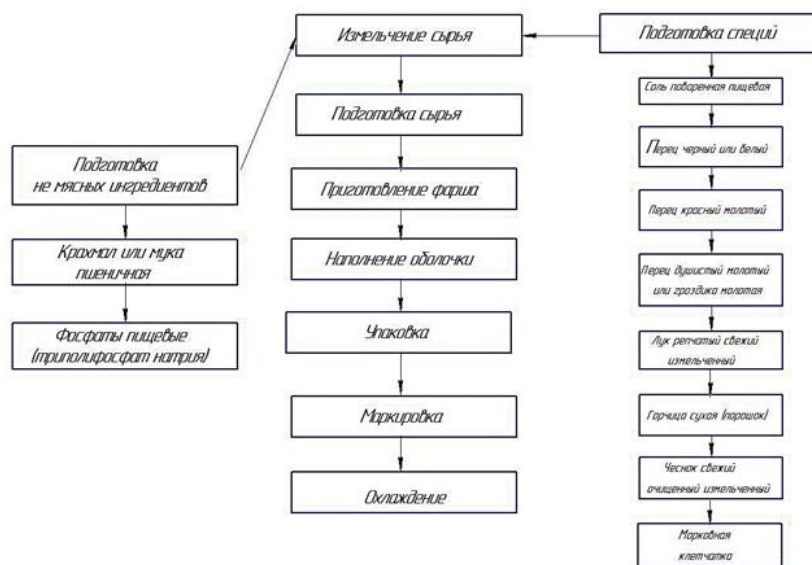 Измельчение сырья
Подготовка сырья
Приготовление фарша
Наполнение оболочки
Упаковка
Маркировка
Охлаждение
Подготовка
не мясных ингредиентов
Крахмал или мука
пшеничная
Фосфаты пищевые
(триполифосфат натрия)
Подготовка специй
Соль поваренная пищевая
Перец черный или белый
Перец красный молотый
Перец душистый молотый
или гвоздика молотая
Лук репчатый свежий
измельченный
Горчица сухая (порошок)
Чеснок свежий
очищенный измельченный
Морковная
клетчатка